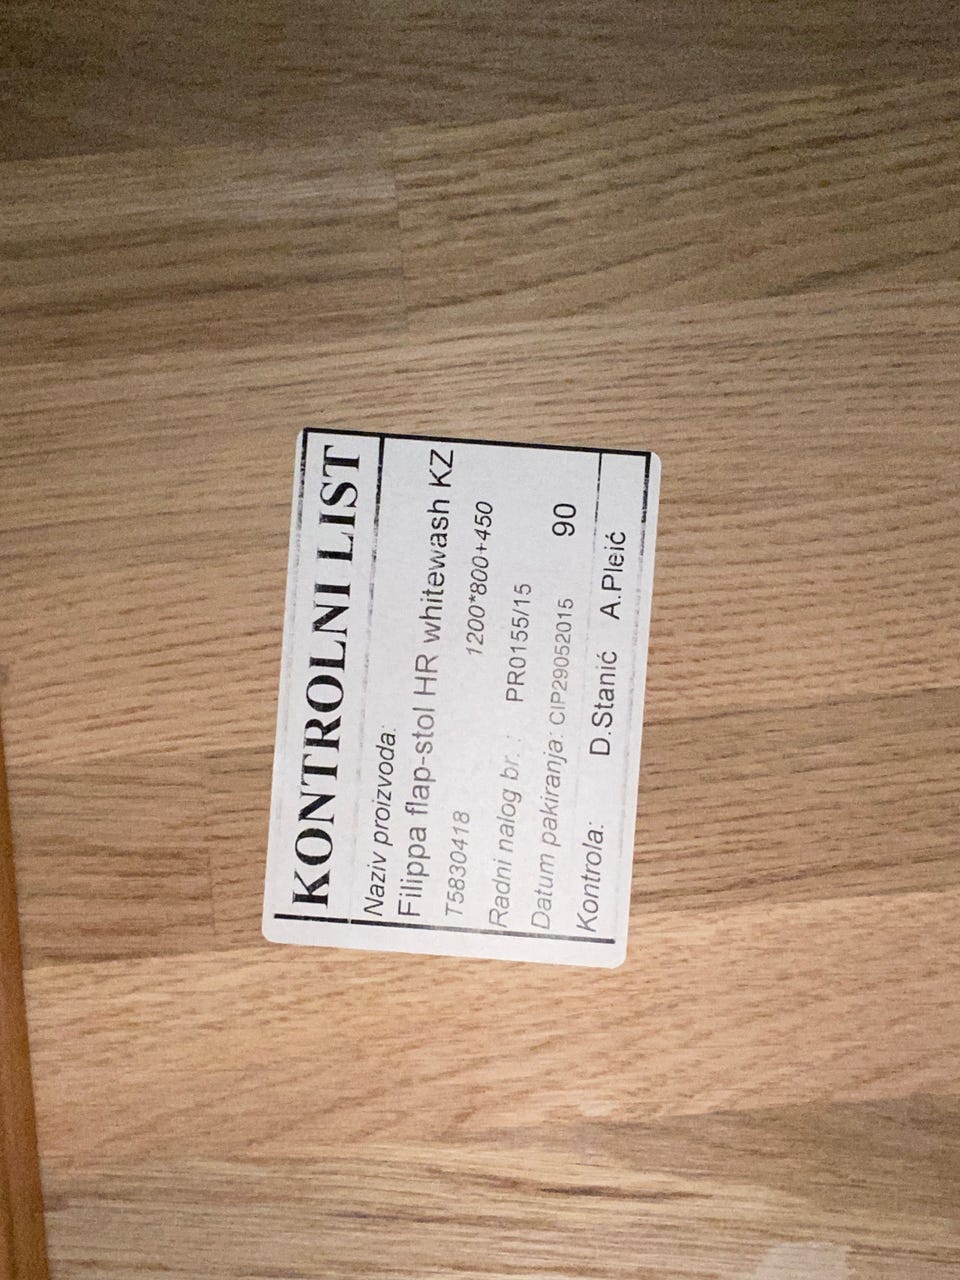 KONTROLNI LIST
Naziv proizvoda:
Filippa flap-stol HR whitewash KZ
T5830418 1200*800+450
Radni nalog br. : PR0155/15
Datum pakiranja: CIP29052015 90
Kontrola: D.Stanić A.Pleić